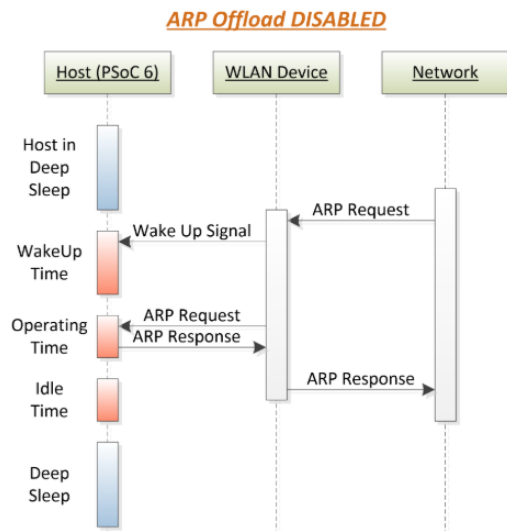 ARP Offload DISABLED
Host (PSoC 6)
WLAN Device
Network
Host in
Deep
Sleep
ARP Request
Wake Up Signal
WakeUp
Time
ARP Request
Operating
Time
ARP Response
ARP Response
Idle
Time
Deep
Sleep